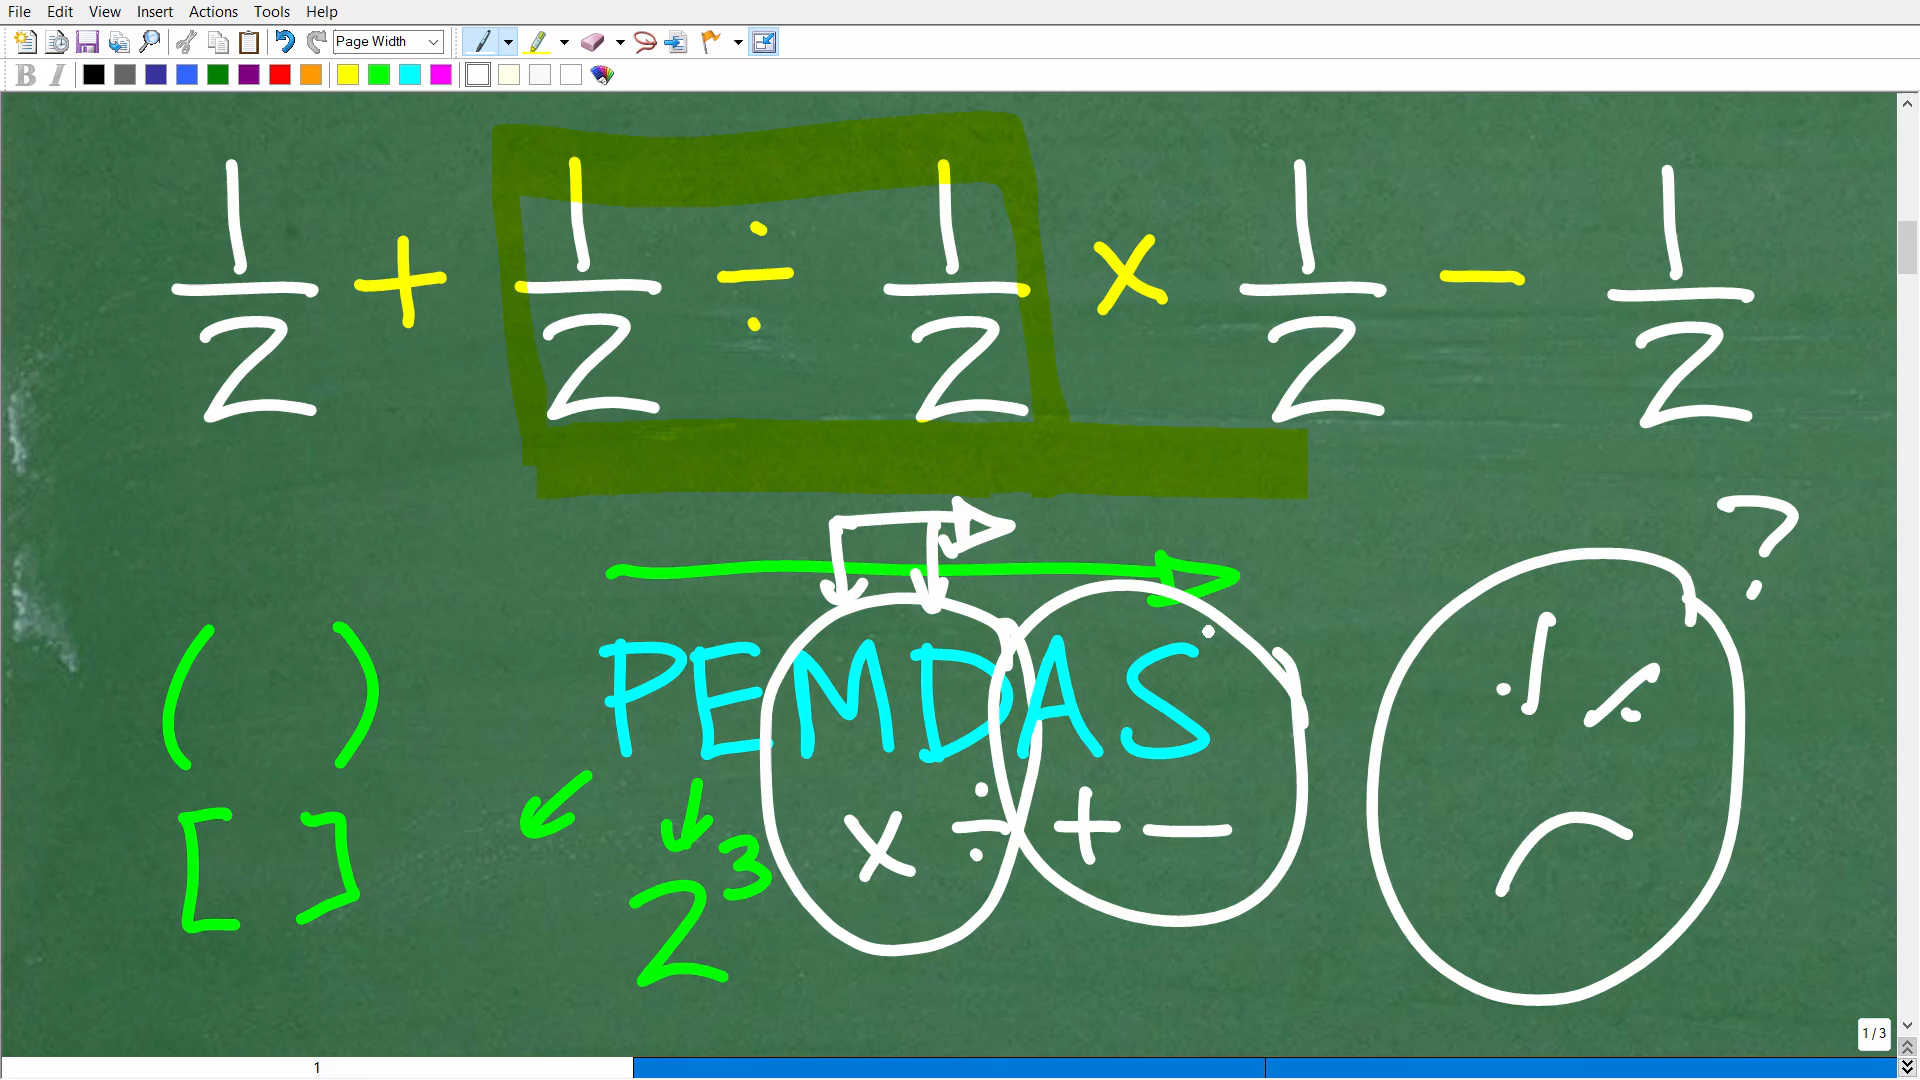 File Edit View Insert Actions Tools Help
Page Width
B I
1/2 + 1/2 ÷ 1/2 × 1/2 − 1/2
?
( ) PEMDAS
[ ] 2³ × ÷ + −
1 / 3
1